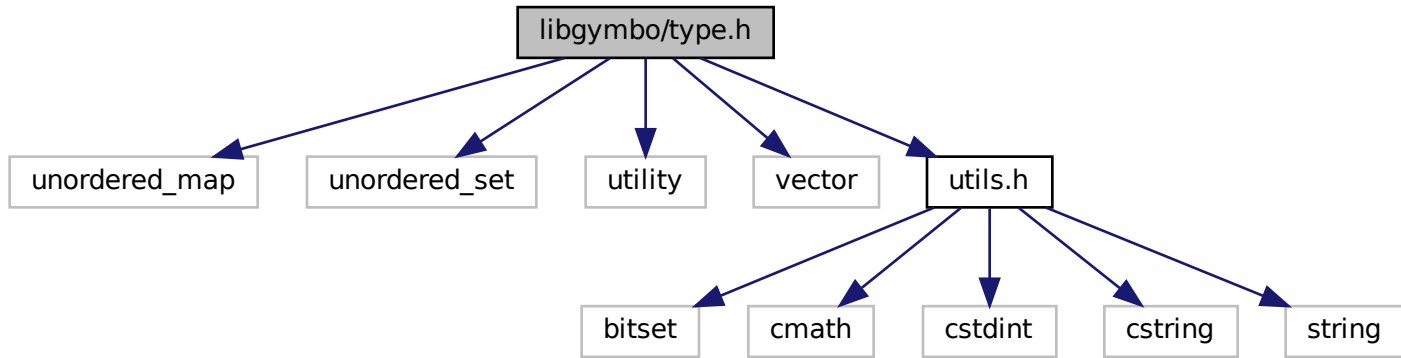 libgymbo/type.h
unordered_map
unordered_set
utility
vector
utils.h
bitset
cmath
cstdint
cstring
string